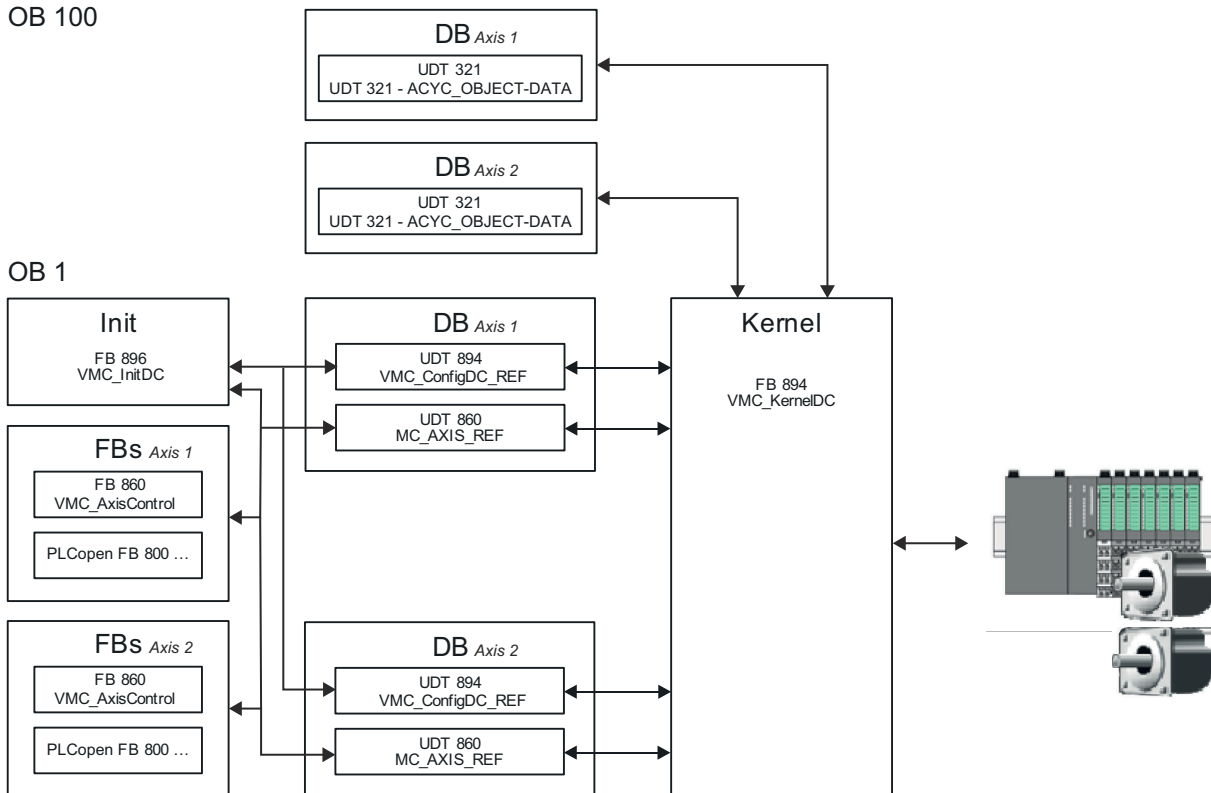 OB 100
DB Axis 1
UDT 321
UDT 321 - ACYC_OBJECT-DATA
DB Axis 2
UDT 321
UDT 321 - ACYC_OBJECT-DATA
OB 1
Init
FB 896
VMC_InitDC
DB Axis 1
UDT 894
VMC_ConfigDC_REF
UDT 860
MC_AXIS_REF
Kernel
FB 894
VMC_KernelDC
FBs Axis 1
FB 860
VMC_AxisControl
PLCopen FB 800 ...
FBs Axis 2
FB 860
VMC_AxisControl
PLCopen FB 800 ...
DB Axis 2
UDT 894
VMC_ConfigDC_REF
UDT 860
MC_AXIS_REF